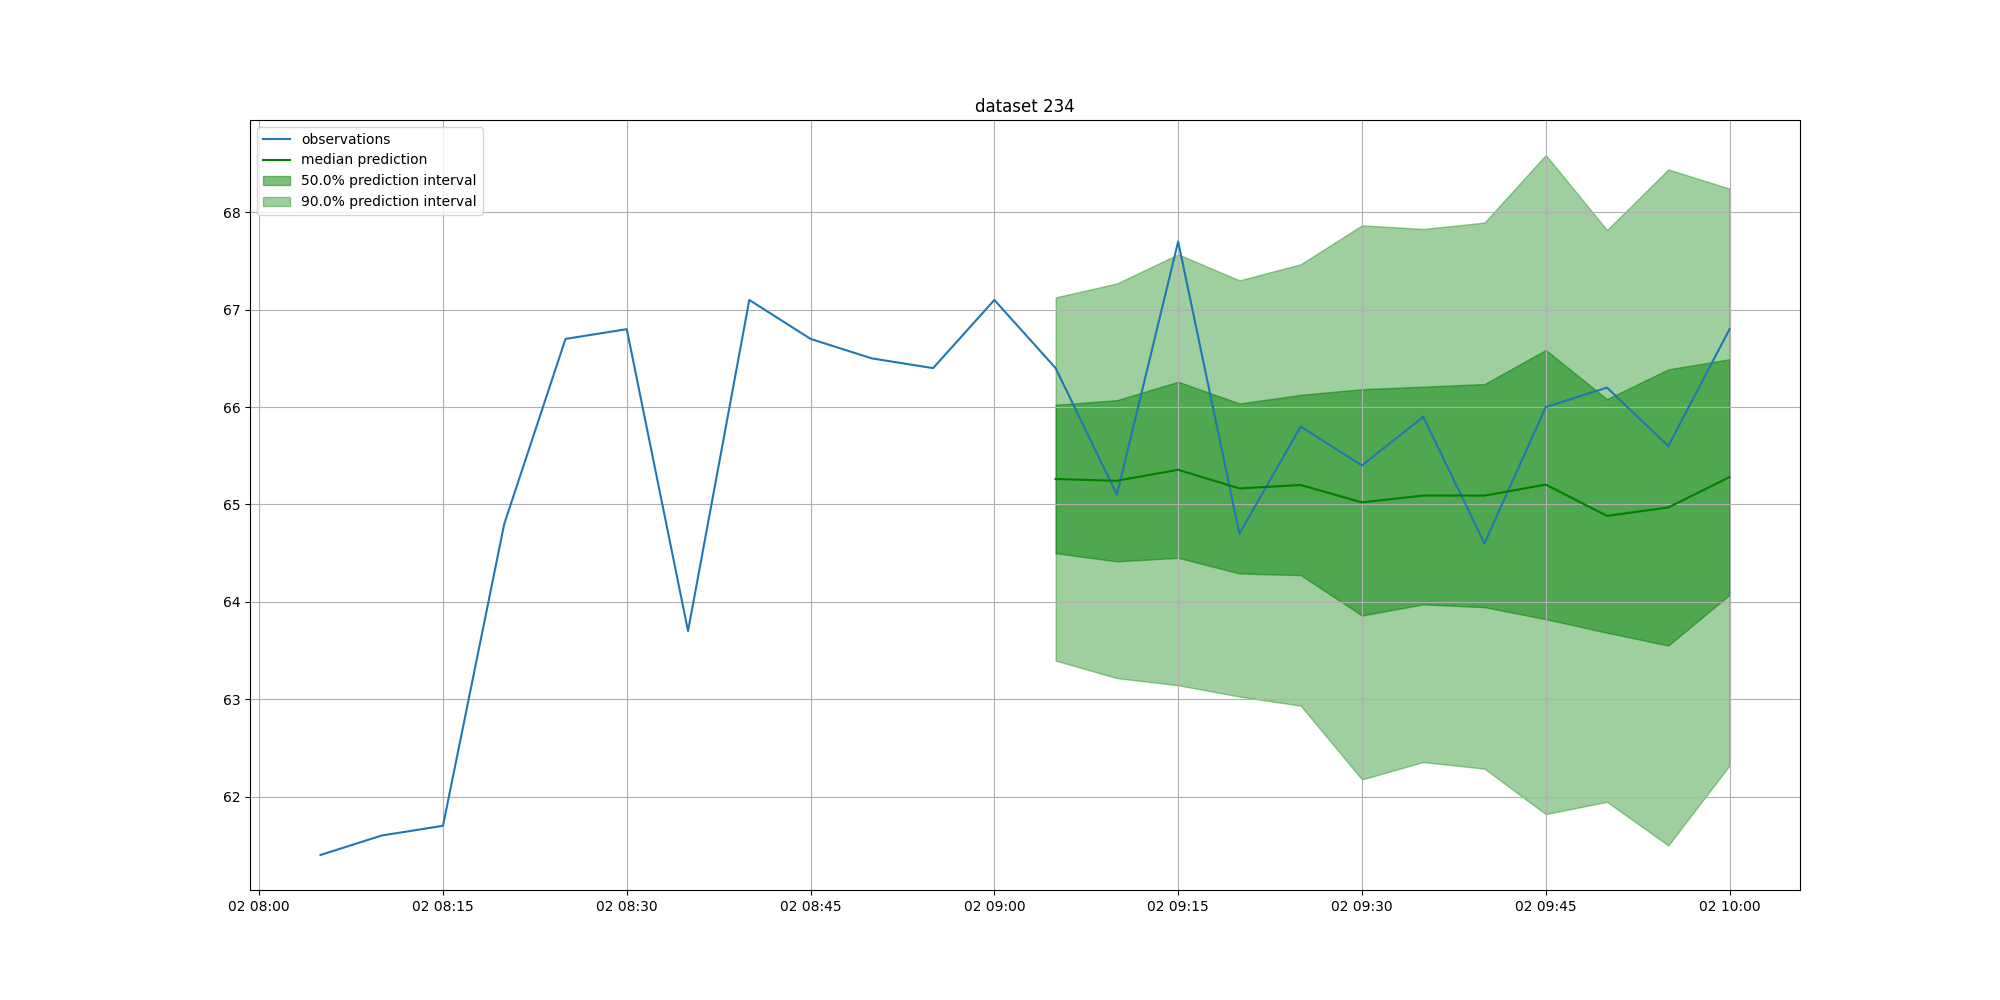 dataset 234
observations
median prediction
50.0% prediction interval
90.0% prediction interval
68
67
66
65
64
63
62
02 08:00 02 08:15 02 08:30 02 08:45 02 09:00 02 09:15 02 09:30 02 09:45 02 10:00